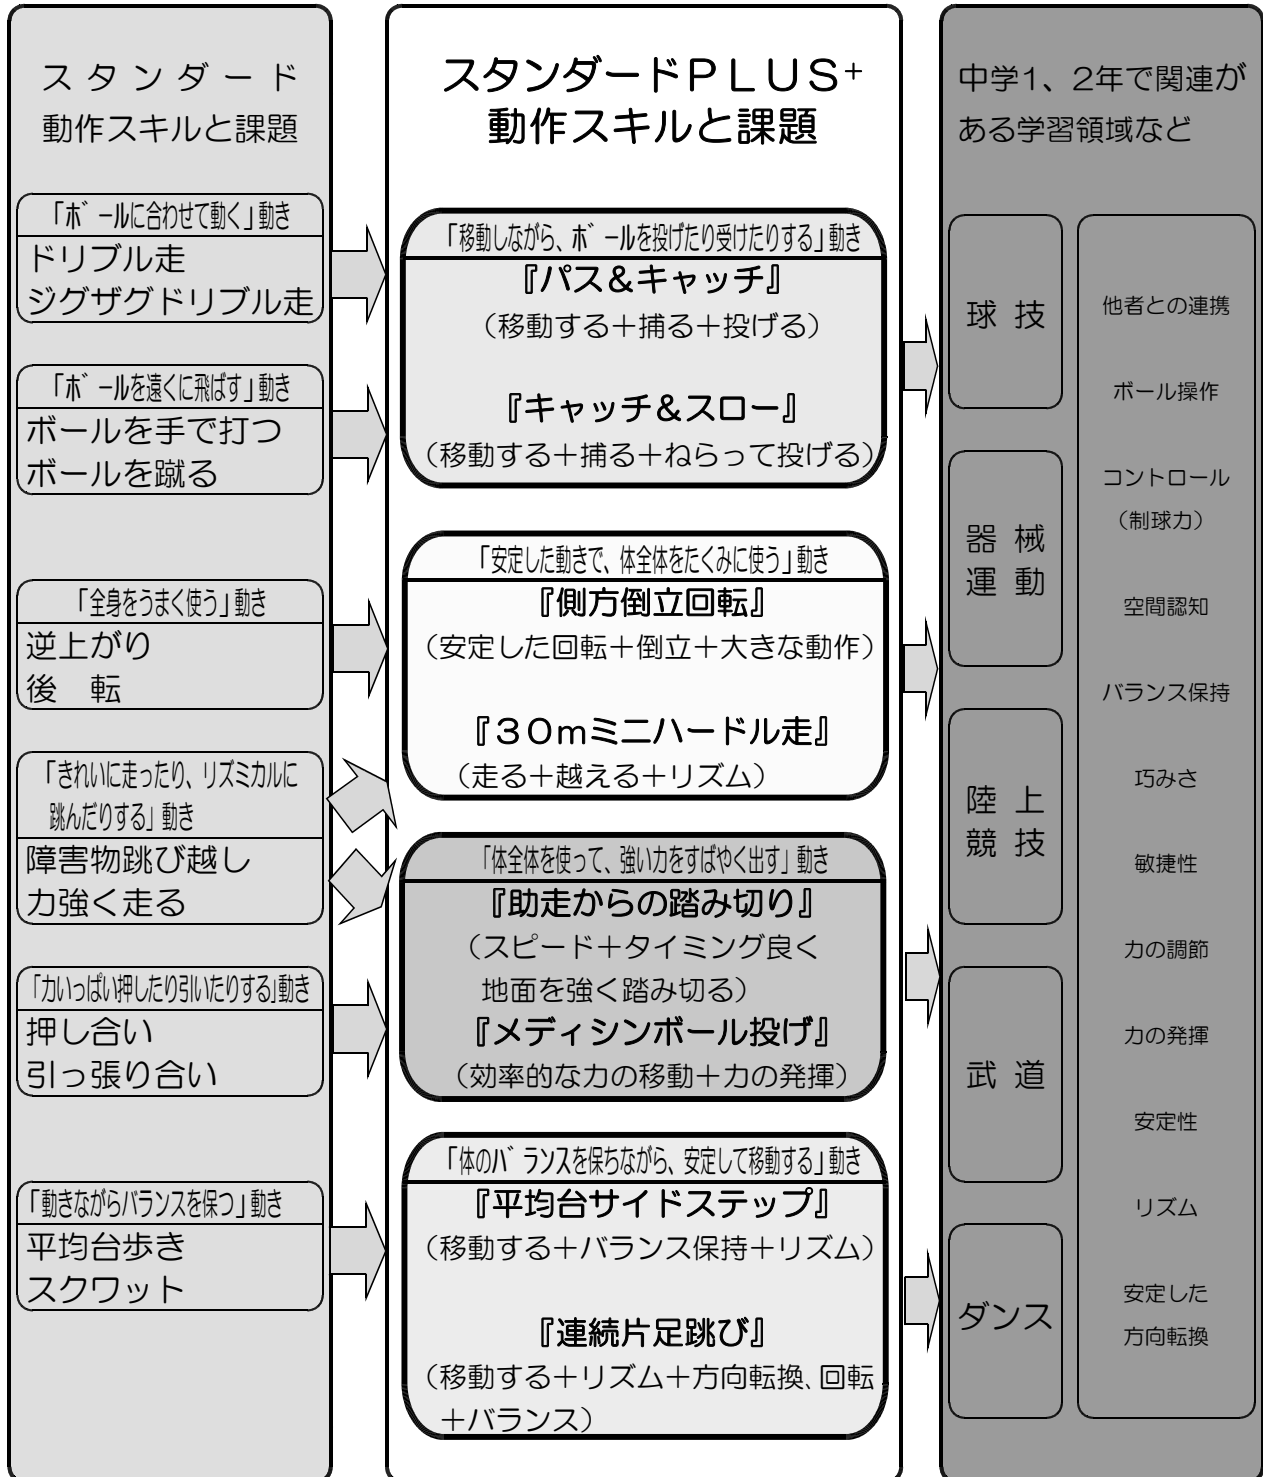 スタンダード
動作スキルと課題
「ボールに合わせて動く」動き
ドリブル走
ジグザグドリブル走
「ボールを遠くに飛ばす」動き
ボールを手で打つ
ボールを蹴る
「全身をうまく使う」動き
逆上がり
後　転
「きれいに走ったり、リズミカルに
跳んだりする」動き
障害物跳び越し
力強く走る
「力いっぱい押したり引いたりする」動き
押し合い
引っ張り合い
「動きながらバランスを保つ」動き
平均台歩き
スクワット
スタンダードＰＬＵＳ+
動作スキルと課題
「移動しながら、ボールを投げたり受けたりする」動き
『パス＆キャッチ』
（移動する＋捕る＋投げる）
『キャッチ＆スロー』
（移動する＋捕る＋ねらって投げる）
「安定した動きで、体全体をたくみに使う」動き
『側方倒立回転』
（安定した回転＋倒立＋大きな動作）
『３０ｍミニハードル走』
（走る＋越える＋リズム）
「体全体を使って、強い力をすばやく出す」動き
『助走からの踏み切り』
（スピード＋タイミング良く
地面を強く踏み切る）
『メディシンボール投げ』
（効率的な力の移動＋力の発揮）
「体のバランスを保ちながら、安定して移動する」動き
『平均台サイドステップ』
（移動する＋バランス保持＋リズム）
『連続片足跳び』
（移動する＋リズム＋方向転換、回転
＋バランス）
中学1、2年で関連が
ある学習領域など
球　技
器　械
運　動
陸　上
競　技
武　道
ダンス
他者との連携
ボール操作
コントロール
（制球力）
空間認知
バランス保持
巧みさ
敏捷性
力の調節
力の発揮
安定性
リズム
安定した
方向転換